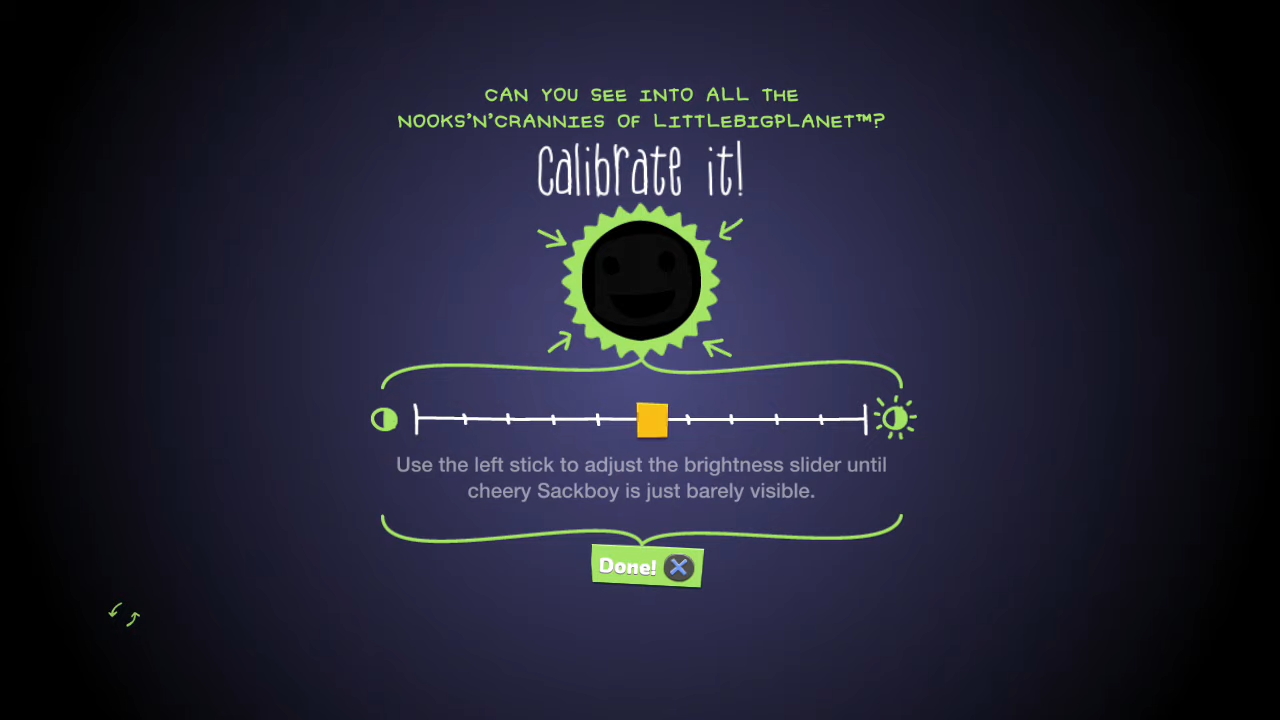 CAN YOU SEE INTO ALL THE
NOOKS'N'CRANNIES OF LITTLEBIGPLANET™?
Calibrate it!
Use the left stick to adjust the brightness slider until
cheery Sackboy is just barely visible.
Done!